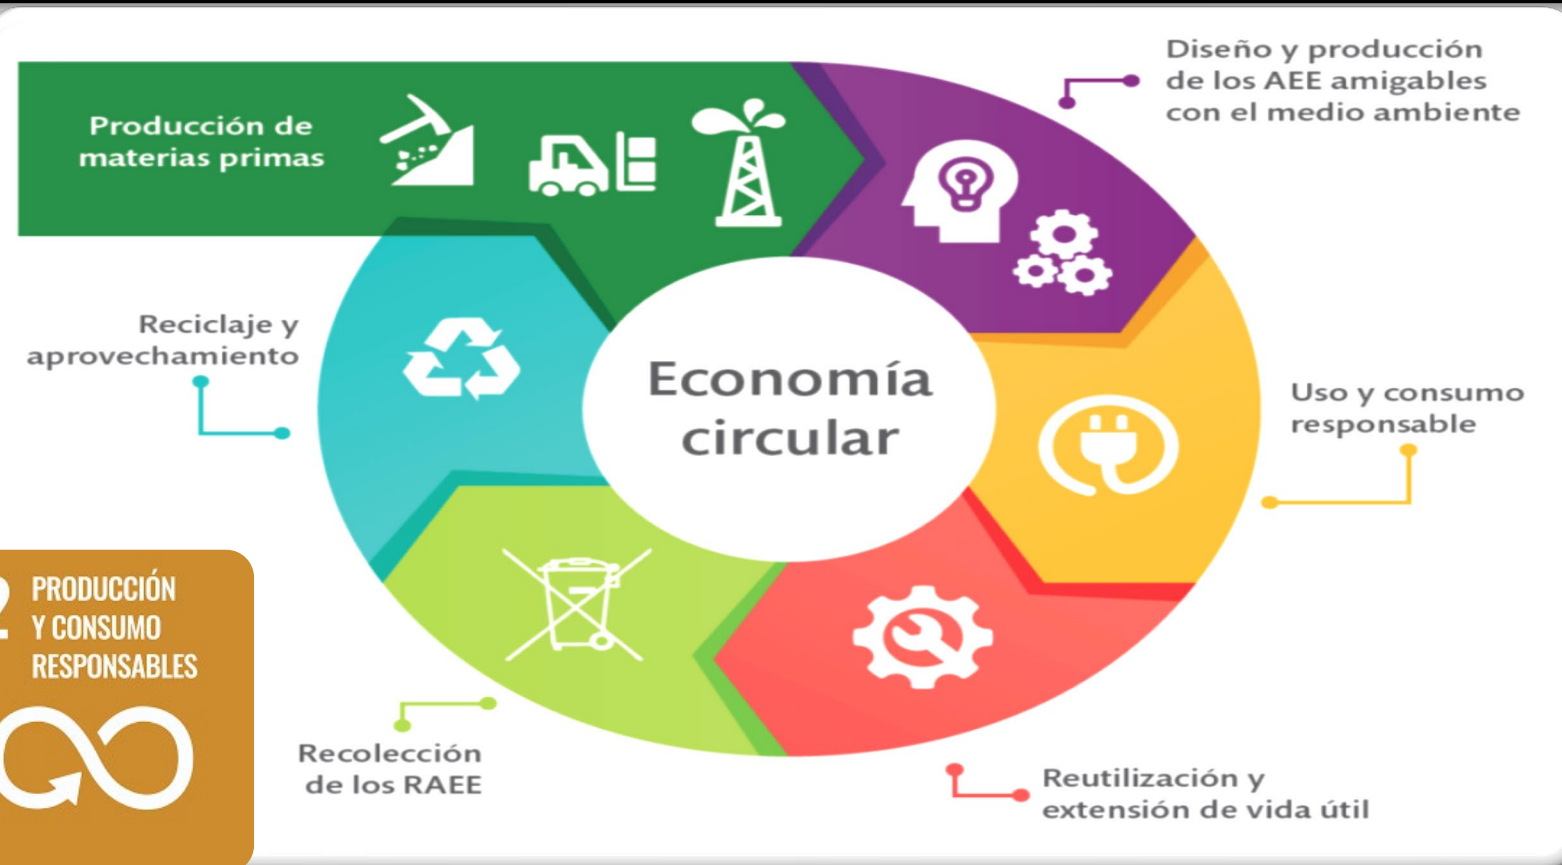 Producción de
materias primas
Diseño y producción
de los AEE amigables
con el medio ambiente
Uso y consumo
responsable
Reutilización y
extensión de vida útil
Recolección
de los RAEE
Reciclaje y
aprovechamiento
Economía
circular
2 PRODUCCIÓN
Y CONSUMO
RESPONSABLES